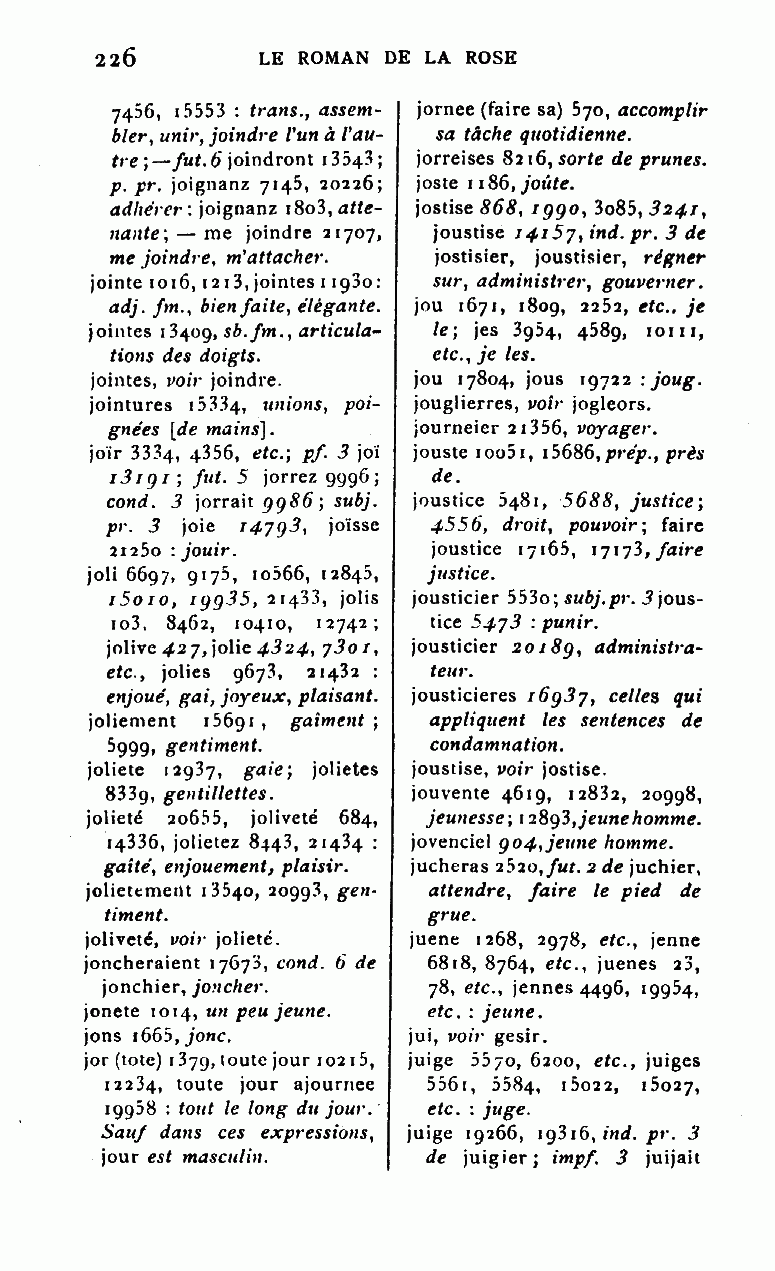 226 LE ROMAN DE LA ROSE
7456, 15553 : trans., assem-
bler, unir, joindre l'un à l'au-
tre ;—fut. 6 joindront 13543 ;
p. pr. joignanz 7145, 20226 ;
adhérer : joignanz 1803, atte-
nante ; — me joindre 21707,
me joindre, m'attacher.
jointe 1016, 1213, jointes 11930 :
adj. fm., bien faite, élégante.
jointes 13409, sb. fm., articula-
tions des doigts.
jointes, voir joindre.
jointures 15334, unions, poi-
gnées [de mains].
joïr 3334, 4356, etc.; pf. 3 joï
13191 ; fut. 5 jorrez 9996 ;
cond. 3 jorrait 9986 ; subj.
pr. 3 joie 14793, joïsse
21250 : jouir.
joli 6697, 9175, 10566, 12845,
15010, 19935, 21433, jolis
103, 8462, 10410, 12742 ;
jolive 427, jolie 4324, 7301,
etc., jolies 9673, 21432 :
enjoué, gai, joyeux, plaisant.
joliement 15691 , gaîment ;
5999, gentiment.
joliete 12937, gaie ; jolietes
8339, gentillettes.
jolieté 20655, joliveté 684,
14336, jolietez 8443, 21434 :
gaîté, enjouement, plaisir.
jolietement 13540, 20993, gen-
timent.
joliveté, voir jolieté.
joncheraient 17673, cond. 6 de
jonchier, joncher.
jonete 1014, un peu jeune.
jons 1665, jonc.
jor (tote) 1379, toute jour 10215,
12234, toute jour ajournee
19958 : tout le long du jour.
Sauf dans ces expressions,
jour est masculin.
jornee (faire sa) 570, accomplir
sa tâche quotidienne.
jorreises 8216, sorte de prunes.
joste 1186, joûte.
jostise 868, 1990, 3085, 3241,
joustise 14157, ind. pr. 3 de
jostisier, joustisier, régner
sur, administrer, gouverner.
jou 1671, 1809, 2252, etc., je
le ; jes 3954, 4589, 10111,
etc., je les.
jou 17804, jous 19722 : joug.
jouglierres, voir jogleors.
journeier 21356, voyager.
jouste 10051, 15686, prép., près
de.
joustice 5481, 5688, justice ;
4556, droit, pouvoir ; faire
joustice 17165, 17173, faire
justice.
jousticier 5530 ; subj. pr. 3 jous-
tice 5473 : punir.
jousticier 20189, administra-
teur.
jousticieres 16937, celles qui
appliquent les sentences de
condamnation.
joustise, voir jostise.
jouvente 4619, 12832, 20998,
jeunesse ; 12893, jeune homme.
jovenciel 904, jeune homme.
jucheras 2520, fut. 2 de juchier,
attendre, faire le pied de
grue.
juene 1268, 2978, etc., jenne
6818, 8764, etc., juenes 23,
78, etc., jennes 4496, 19954,
etc. : jeune.
jui, voir gesir.
juige 5570, 6200, etc., juiges
5561, 5584, 15022, 15027,
etc. : juge.
juige 19266, 19316, ind. pr. 3
de juigier ; impf. 3 juijait